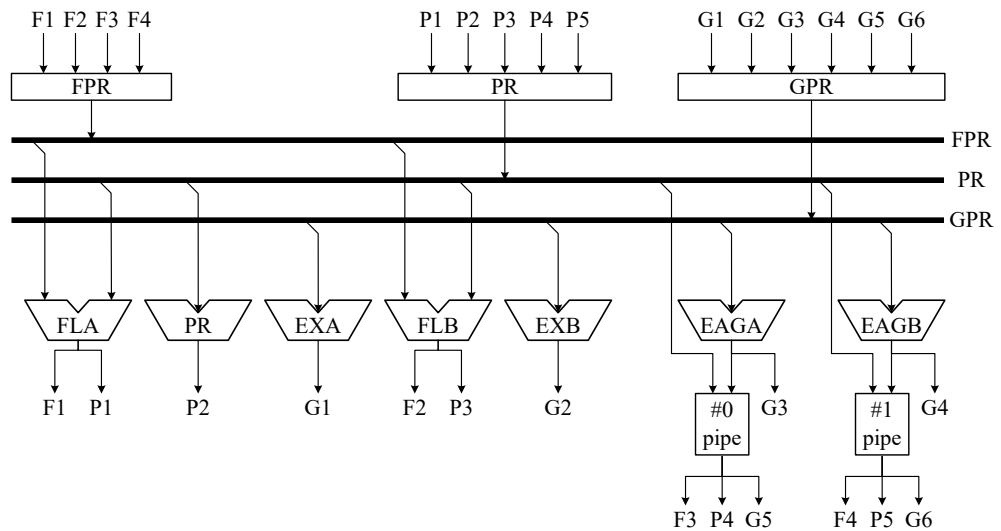 F1 F2 F3 F4 P1 P2 P3 P4 P5 G1 G2 G3 G4 G5 G6
FPR PR GPR
FPR
PR
GPR
FLA PR EXA FLB EXB EAGA EAGB
F1 P1 P2 G1 F2 P3 G2 G3 G4
#0 #1
pipe pipe
F3 P4 G5 F4 P5 G6